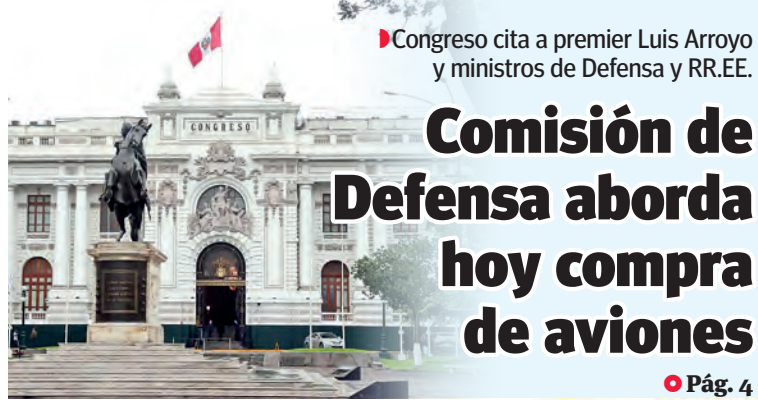 Congreso cita a premier Luis Arroyo
y ministros de Defensa y RR.EE.
Comisión de
Defensa aborda
hoy compra
de aviones
Pág. 4
CONGRESO